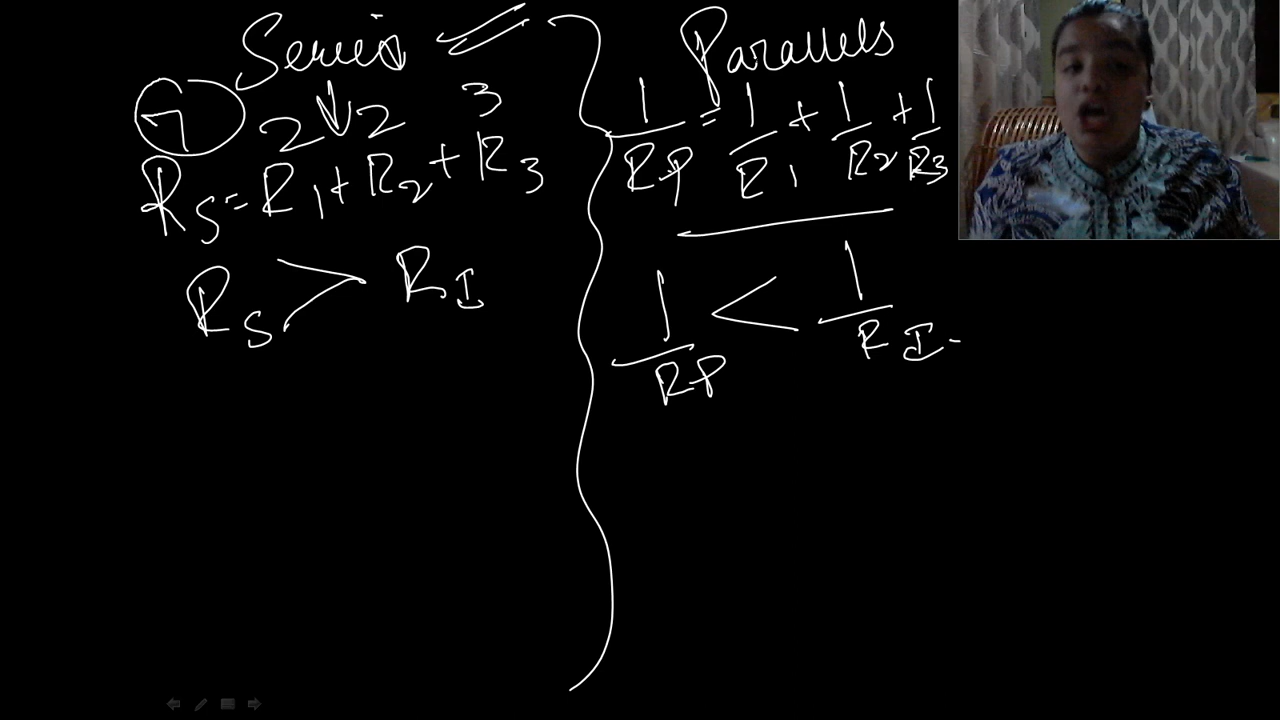 Series
7 2 2 3
Rs = R1 + R2 + R3
Rs > RI
Parallels
1/RP = 1/R1 + 1/R2 + 1/R3
1/RP < 1/RI